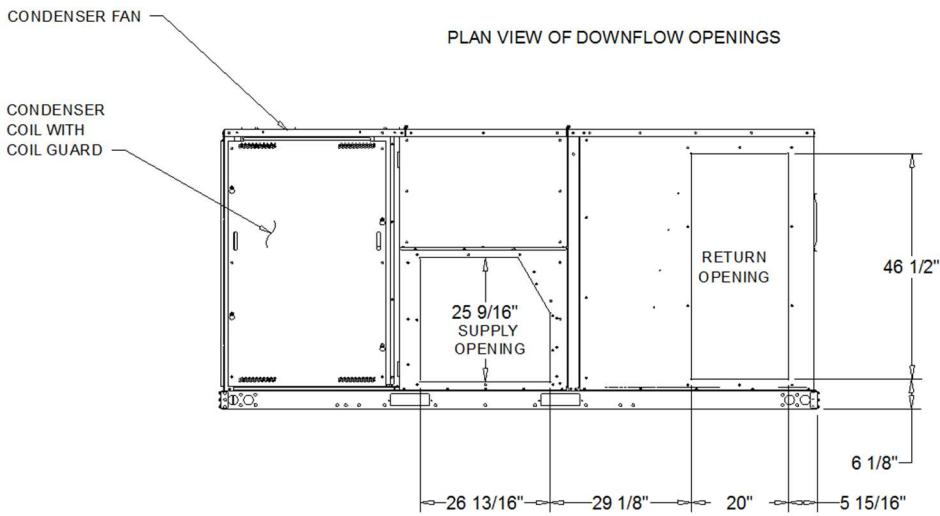 CONDENSER FAN
PLAN VIEW OF DOWNFLOW OPENINGS
CONDENSER
COIL WITH
COIL GUARD
RETURN
OPENING
46 1/2"
25 9/16"
SUPPLY
OPENING
6 1/8"
26 13/16"
29 1/8"
20"
5 15/16"